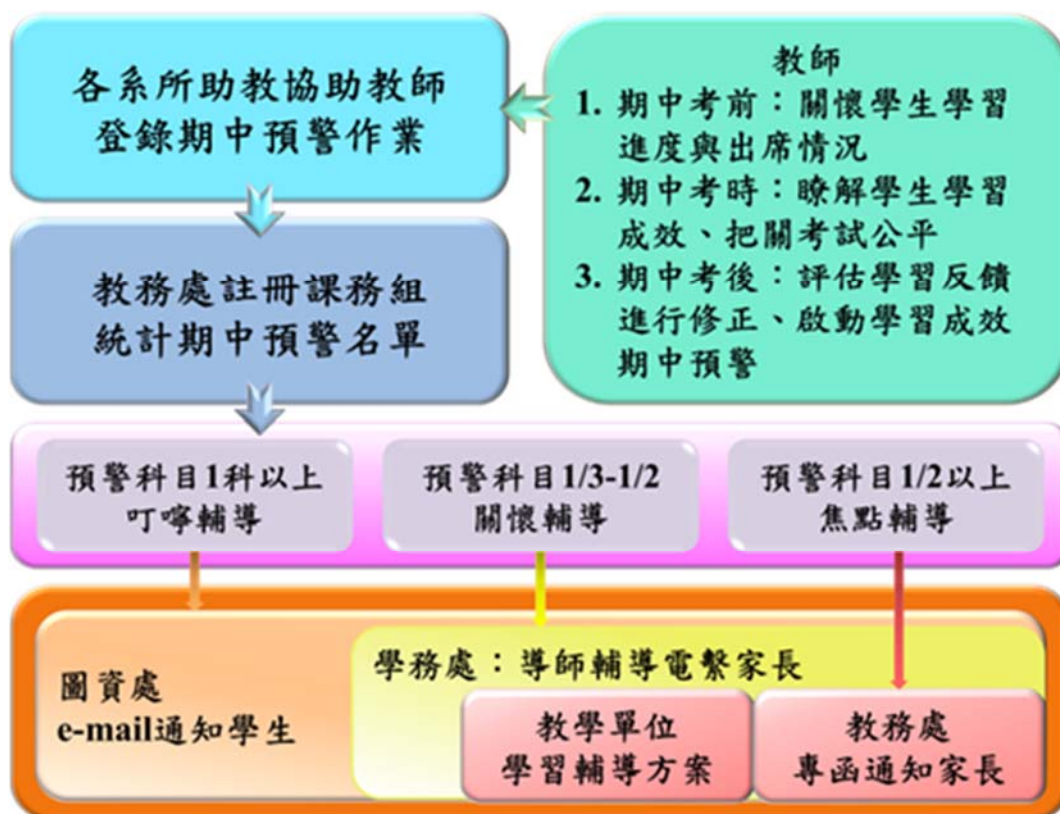 各系所助教協助教師
登錄期中預警作業
教師
1. 期中考前：關懷學生學習
進度與出席情況
2. 期中考時：瞭解學生學習
成效、把關考試公平
3. 期中考後：評估學習反饋
進行修正、啟動學習成效
期中預警
教務處註冊課務組
統計期中預警名單
預警科目1科以上
叮嚀輔導
預警科目1/3-1/2
關懷輔導
預警科目1/2以上
焦點輔導
圖資處
e-mail通知學生
學務處：導師輔導電繫家長
教學單位
學習輔導方案
教務處
專函通知家長